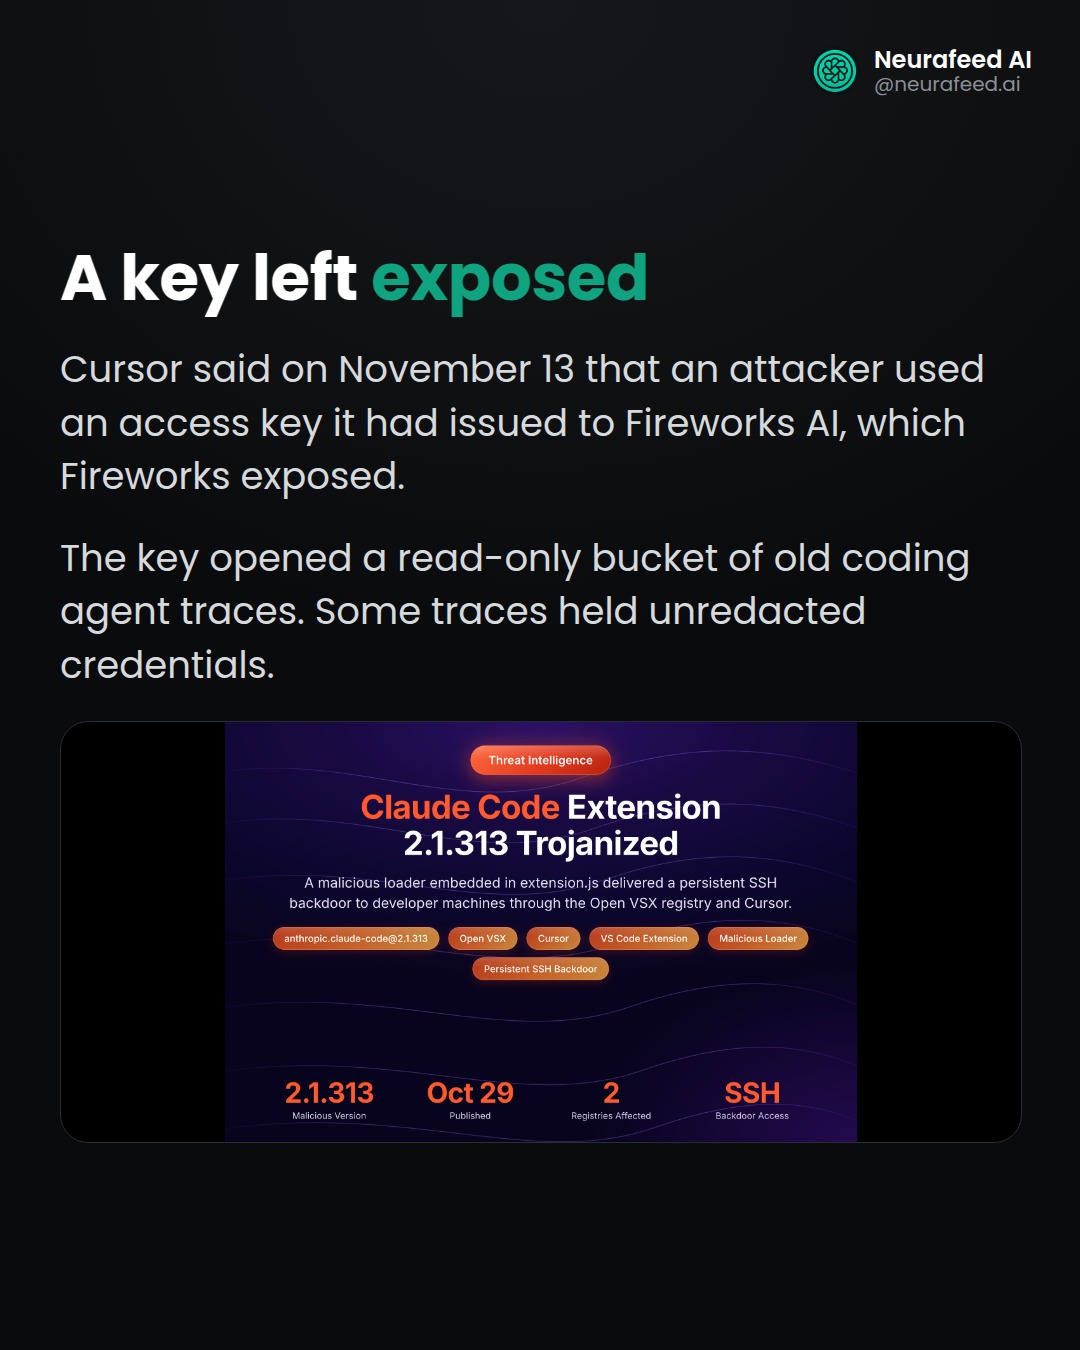 Neurafeed AI
@neurafeed.ai
A key left exposed
Cursor said on November 13 that an attacker used
an access key it had issued to Fireworks AI, which
Fireworks exposed.
The key opened a read-only bucket of old coding
agent traces. Some traces held unredacted
credentials.
Threat Intelligence
Claude Code Extension
2.1.313 Trojanized
A malicious loader embedded in extension.js delivered a persistent SSH
backdoor to developer machines through the Open VSX registry and Cursor.
anthropic.claude-code@2.1.313 Open VSX Cursor VS Code Extension Malicious Loader
Persistent SSH Backdoor
2.1.313 Oct 29 2 SSH
Malicious Version Published Registries Affected Backdoor Access